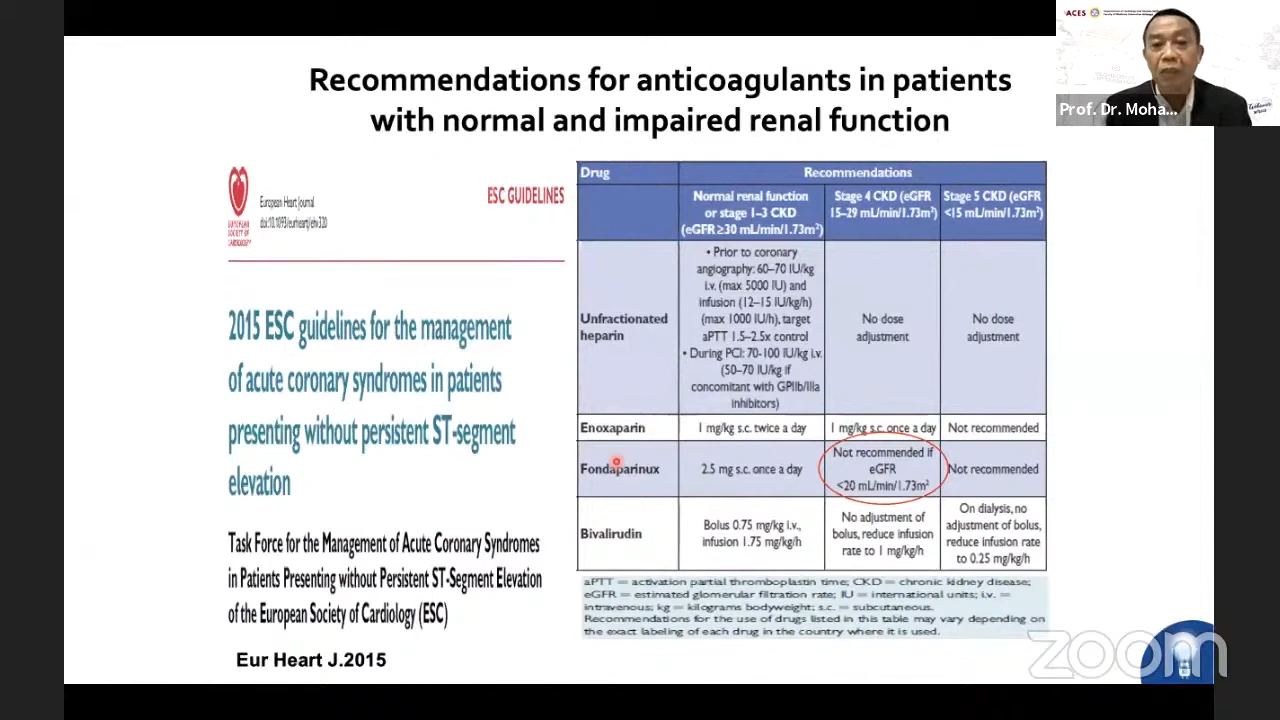 ACES
Prof. Dr. Moha...
Recommendations for anticoagulants in patients
with normal and impaired renal function
EUROPEAN
SOCIETY OF
CARDIOLOGY
European Heart Journal
doi:10.1093/eurheartj/ehv320
ESC GUIDELINES
2015 ESC guidelines for the management
of acute coronary syndromes in patients
presenting without persistent ST-segment
elevation
Task Force for the Management of Acute Coronary Syndromes
in Patients Presenting without Persistent ST-Segment Elevation
of the European Society of Cardiology (ESC)
Eur Heart J.2015
Drug
Recommendations
Normal renal function
or stage 1–3 CKD
(eGFR ≥30 mL/min/1.73m²)
Stage 4 CKD (eGFR
15–29 mL/min/1.73m²)
Stage 5 CKD (eGFR
<15 mL/min/1.73m²)
Unfractionated
heparin
• Prior to coronary
angiography: 60–70 IU/kg
i.v. (max 5000 IU) and
infusion (12–15 IU/kg/h)
(max 1000 IU/h), target
aPTT 1.5–2.5x control
• During PCI: 70-100 IU/kg i.v.
(50–70 IU/kg if
concomitant with GPIIb/IIIa
inhibitors)
No dose
adjustment
No dose
adjustment
Enoxaparin
1 mg/kg s.c. twice a day
1 mg/kg s.c. once a day
Not recommended
Fondaparinux
2.5 mg s.c. once a day
Not recommended if
eGFR
<20 mL/min/1.73m²
Not recommended
Bivalirudin
Bolus 0.75 mg/kg i.v.,
infusion 1.75 mg/kg/h
No adjustment of
bolus, reduce infusion
rate to 1 mg/kg/h
On dialysis, no
adjustment of bolus,
reduce infusion rate
to 0.25 mg/kg/h
aPTT = activation partial thromboplastin time; CKD = chronic kidney disease;
eGFR = estimated glomerular filtration rate; IU = international units; i.v. =
intravenous; kg = kilograms bodyweight; s.c. = subcutaneous.
Recommendations for the use of drugs listed in this table may vary depending on
the exact labeling of each drug in the country where it is used.
zoom